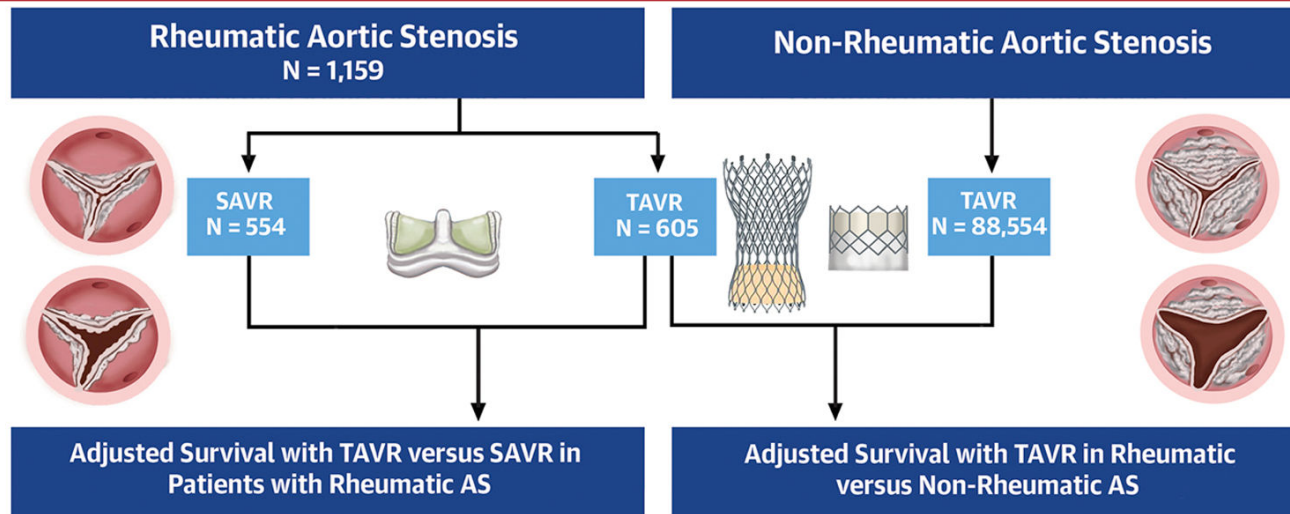 Rheumatic Aortic Stenosis
N = 1,159
Non-Rheumatic Aortic Stenosis
SAVR
N = 554
TAVR
N = 605
TAVR
N = 88,554
Adjusted Survival with TAVR versus SAVR in
Patients with Rheumatic AS
Adjusted Survival with TAVR in Rheumatic
versus Non-Rheumatic AS